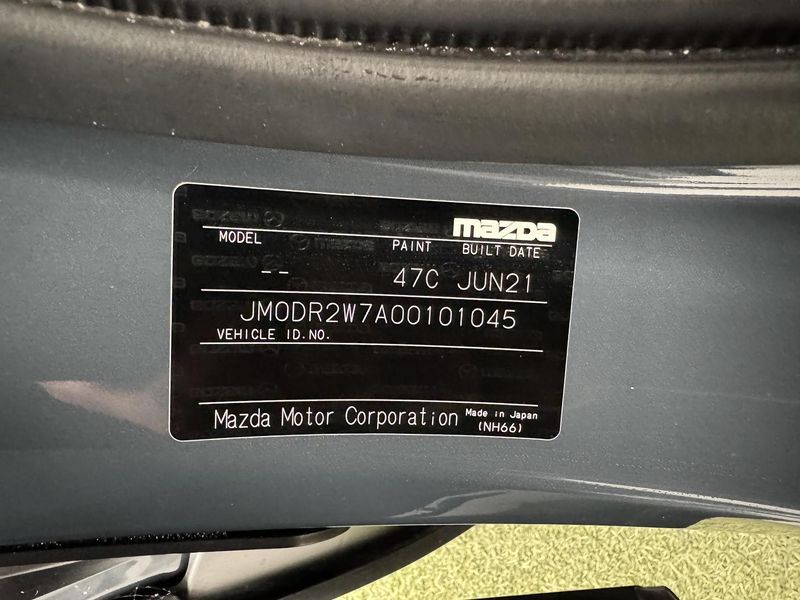 mazda
MODEL PAINT BUILT DATE
-- 47C JUN21
JM0DR2W7A00101045
VEHICLE ID.NO.
Mazda Motor Corporation Made in Japan
(NH66)